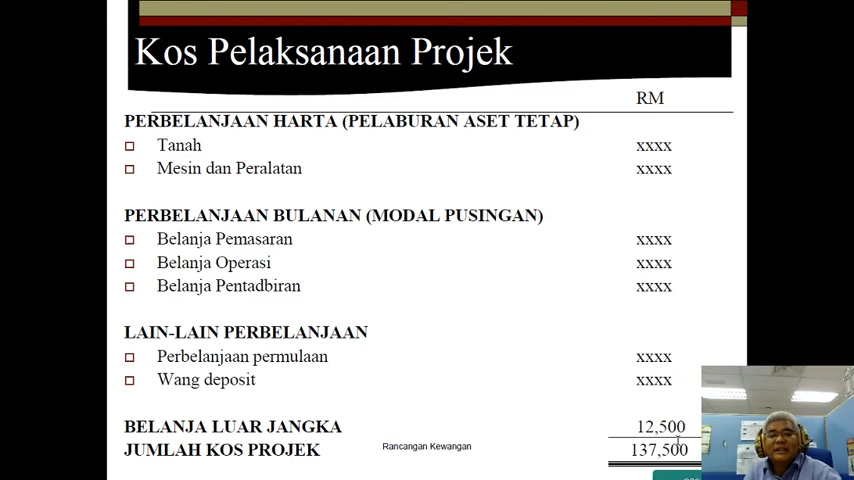 Kos Pelaksanaan Projek
RM
PERBELANJAAN HARTA (PELABURAN ASET TETAP)
Tanah xxxx
Mesin dan Peralatan xxxx
PERBELANJAAN BULANAN (MODAL PUSINGAN)
Belanja Pemasaran xxxx
Belanja Operasi xxxx
Belanja Pentadbiran xxxx
LAIN-LAIN PERBELANJAAN
Perbelanjaan permulaan xxxx
Wang deposit xxxx
BELANJA LUAR JANGKA 12,500
JUMLAH KOS PROJEK 137,500
Rancangan Kewangan